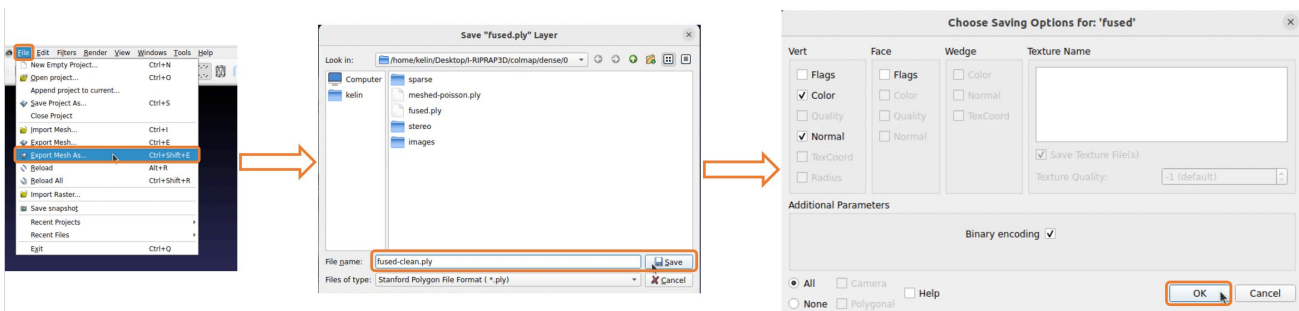 File Edit Filters Render View Windows Tools Help
New Empty Project... Ctrl+N
Open project... Ctrl+O
Append project to current...
Save Project As... Ctrl+S
Close Project
Import Mesh... Ctrl+I
Export Mesh... Ctrl+E
Export Mesh As... Ctrl+Shift+E
Reload Alt+R
Reload All Ctrl+Shift+R
Import Raster...
Save snapshot
Recent Projects
Recent Files
Exit Ctrl+Q
Save "fused.ply" Layer
Look in: /home/kelin/Desktop/I-RIPRAP3D/colmap/dense/0
Computer
kelin
sparse
meshed-poisson.ply
fused.ply
stereo
images
File name: fused-clean.ply Save
Files of type: Stanford Polygon File Format ( *.ply) Cancel
Choose Saving Options for: 'fused'
Vert Face Wedge Texture Name
Flags Flags Color
Color Color Normal
Quality Quality TexCoord
Normal Normal
TexCoord Save Texture File(s)
Radius Texture Quality: -1 (default)
Additional Parameters
Binary encoding
All Camera Help
None Polygonal
OK Cancel